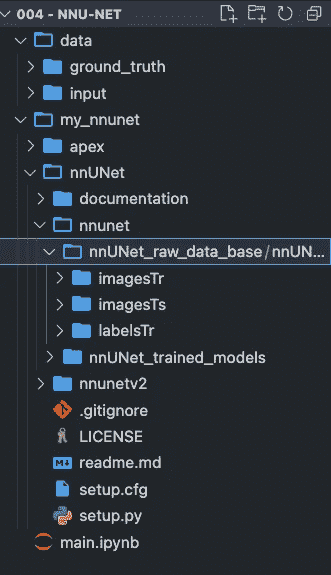 004 - NNU-NET
data
ground_truth
input
my_nnunet
apex
nnUNet
documentation
nnunet
nnUNet_raw_data_base/nnUN...
imagesTr
imagesTs
labelsTr
nnUNet_trained_models
nnunetv2
.gitignore
LICENSE
readme.md
setup.cfg
setup.py
main.ipynb